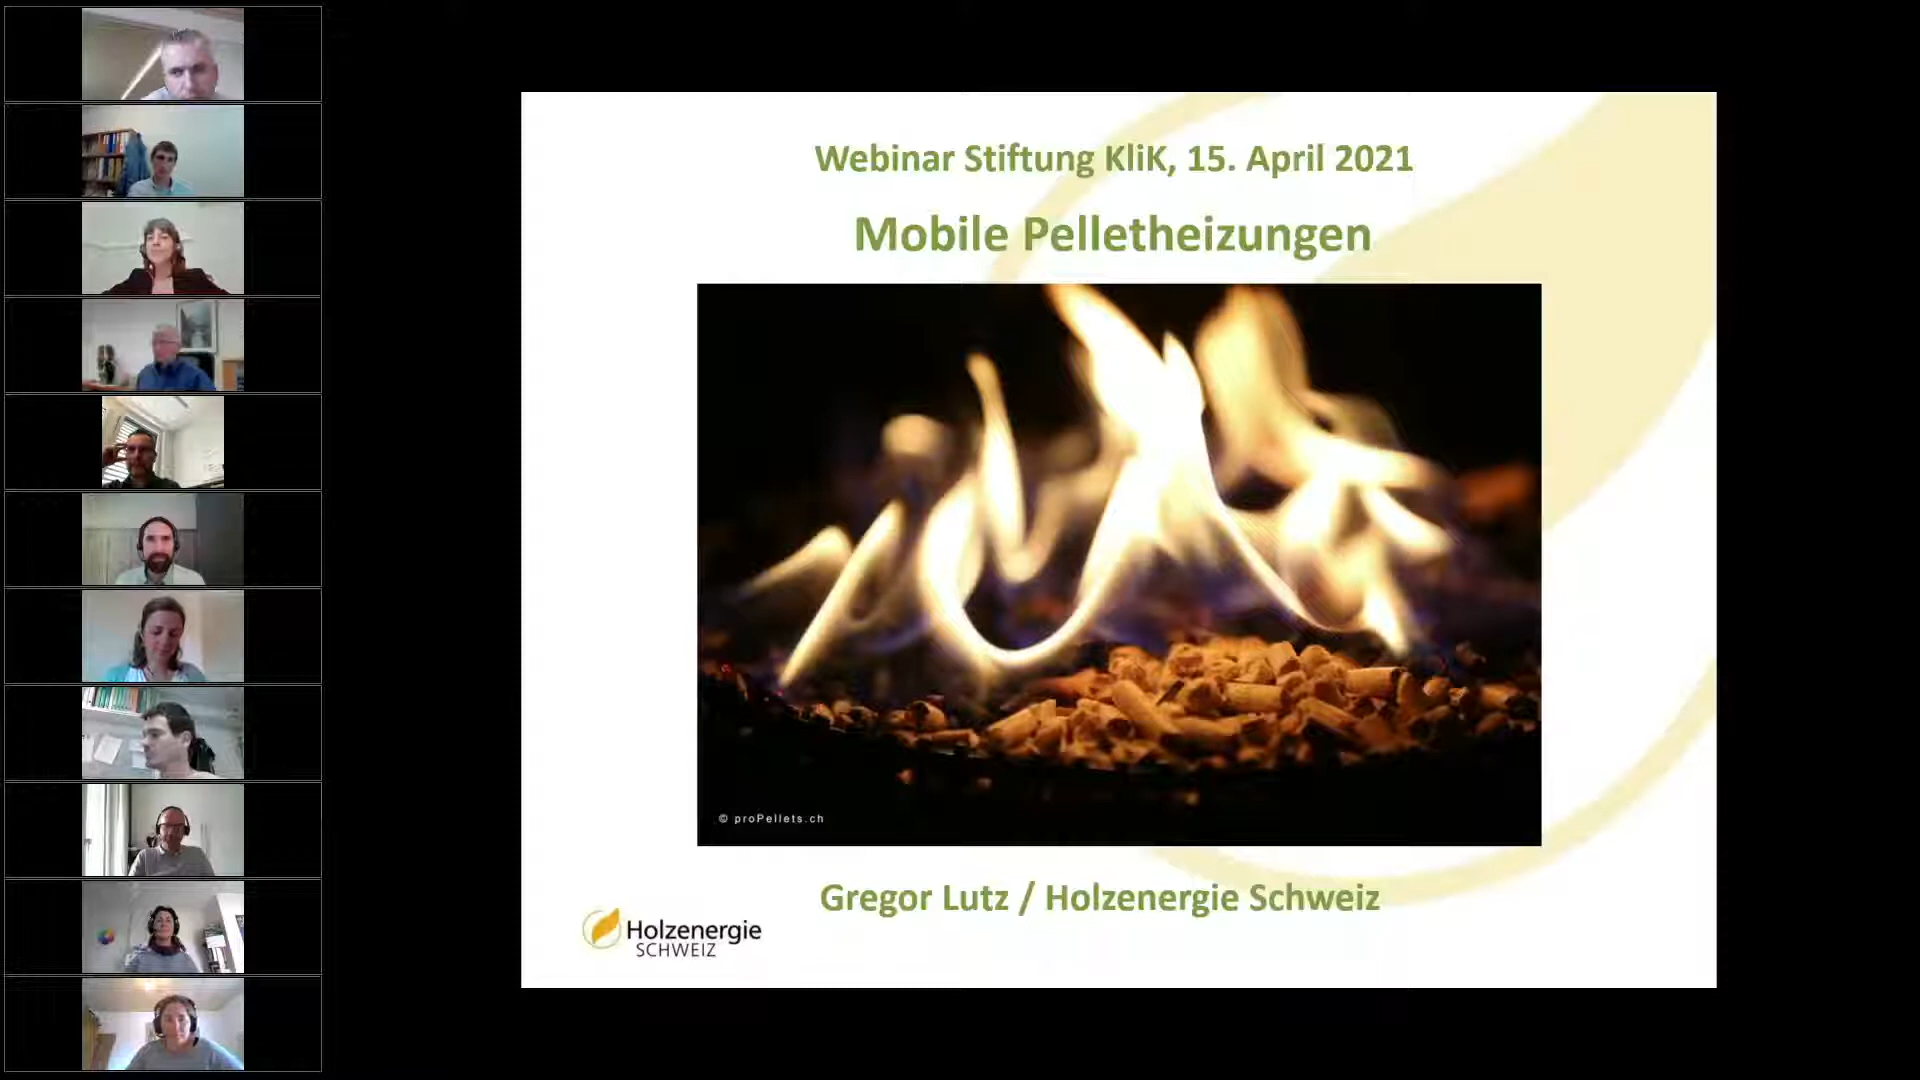 Webinar Stiftung KliK, 15. April 2021
Mobile Pelletheizungen
© proPellets.ch
Gregor Lutz / Holzenergie Schweiz
Holzenergie
SCHWEIZ